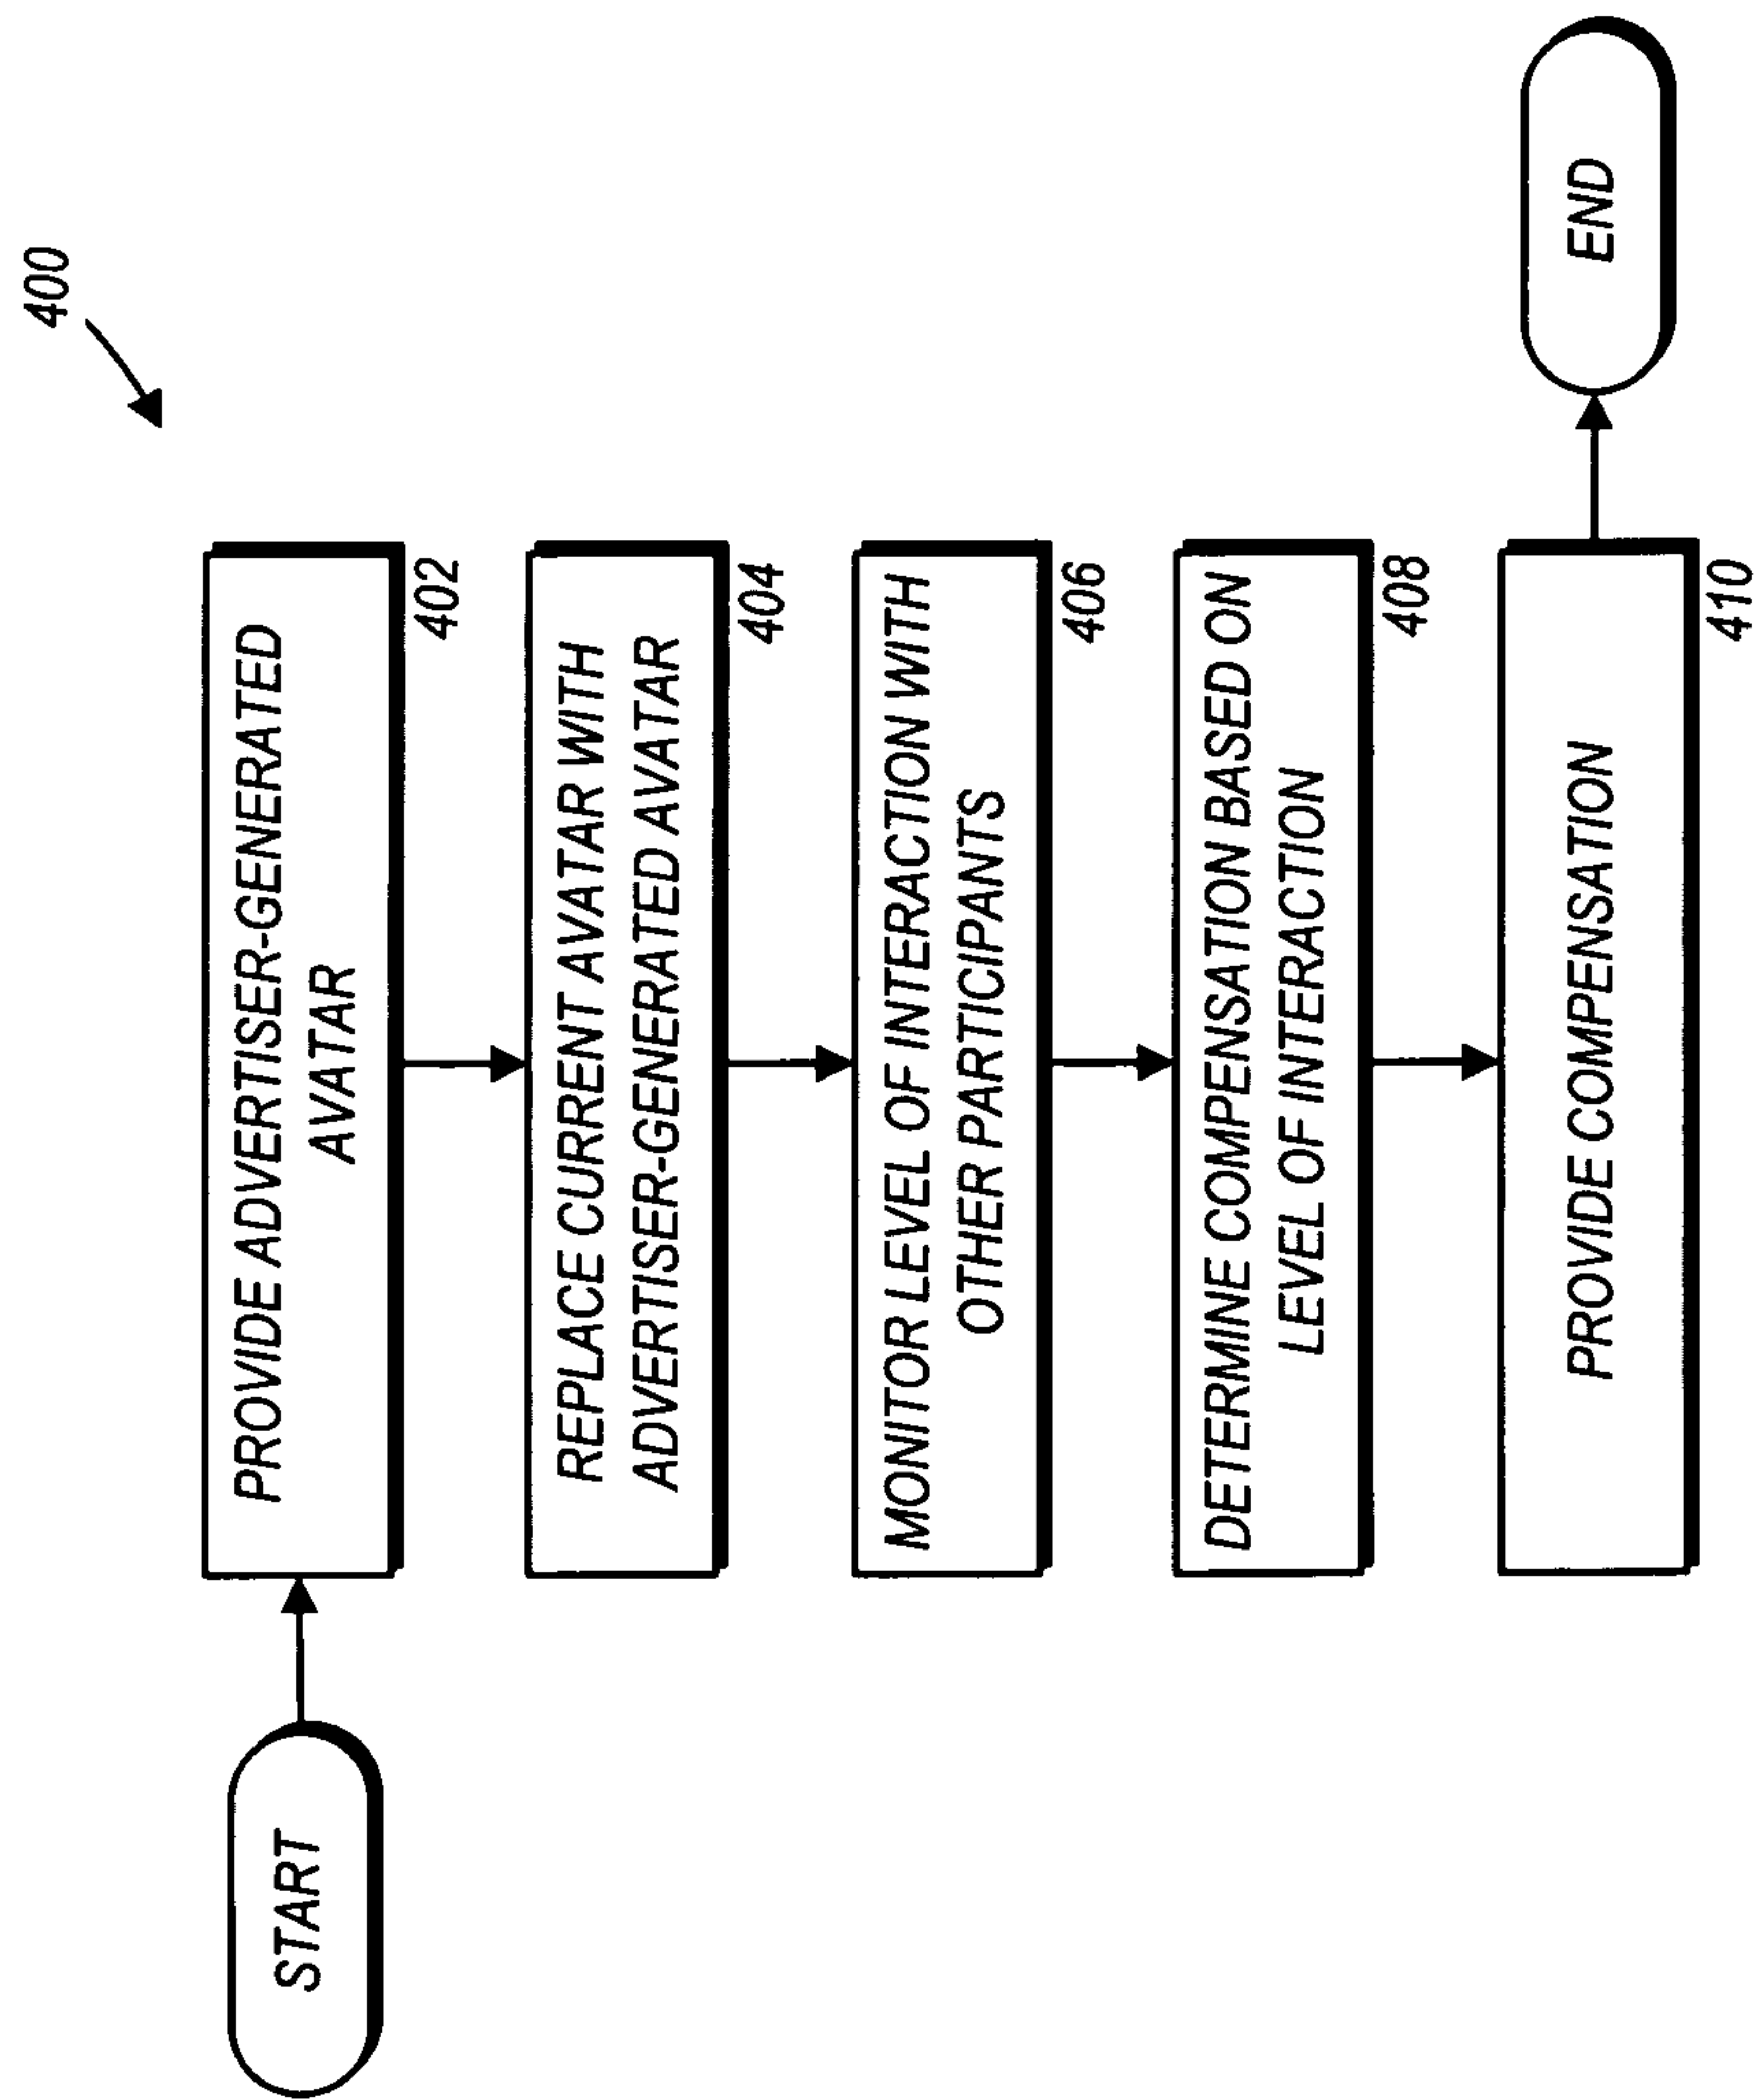 400
START
PROVIDE ADVERTISER-GENERATED
AVATAR
402
REPLACE CURRENT AVATAR WITH
ADVERTISER-GENERATED AVATAR
404
MONITOR LEVEL OF INTERACTION WITH
OTHER PARTICIPANTS
406
DETERMINE COMPENSATION BASED ON
LEVEL OF INTERACTION
408
PROVIDE COMPENSATION
410
END